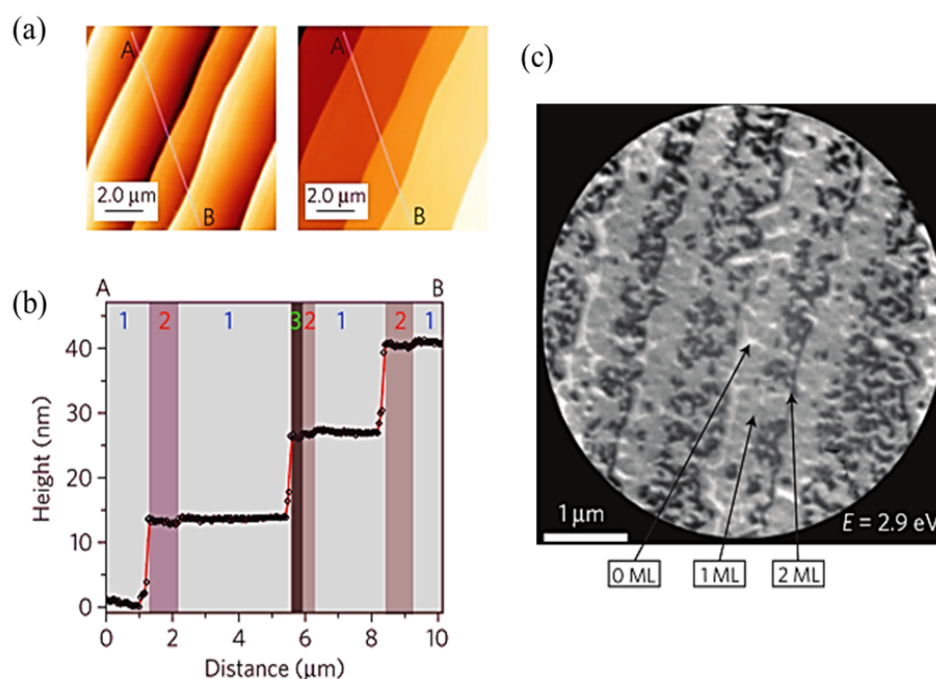 (a)
A
B
2.0 μm
A
B
2.0 μm
(b)
A
B
1 2 1 3 2 1 2 1
40
30
20
10
0
Height (nm)
0 2 4 6 8 10
Distance (μm)
(c)
1 μm
E = 2.9 eV
0 ML
1 ML
2 ML